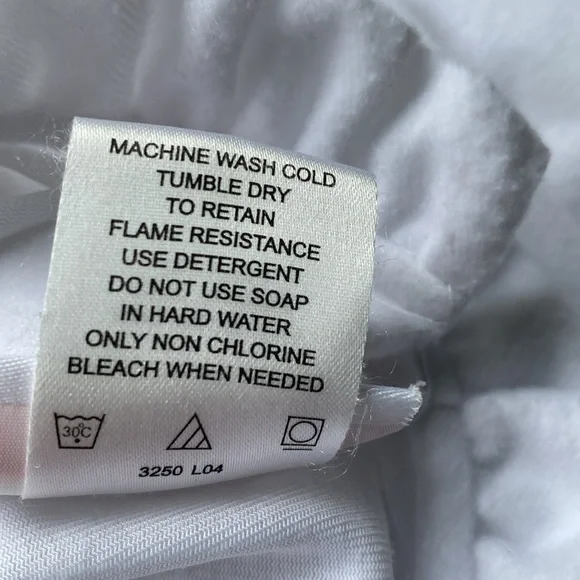 MACHINE WASH COLD
TUMBLE DRY
TO RETAIN
FLAME RESISTANCE
USE DETERGENT
DO NOT USE SOAP
IN HARD WATER
ONLY NON CHLORINE
BLEACH WHEN NEEDED
30°C
3250 L04